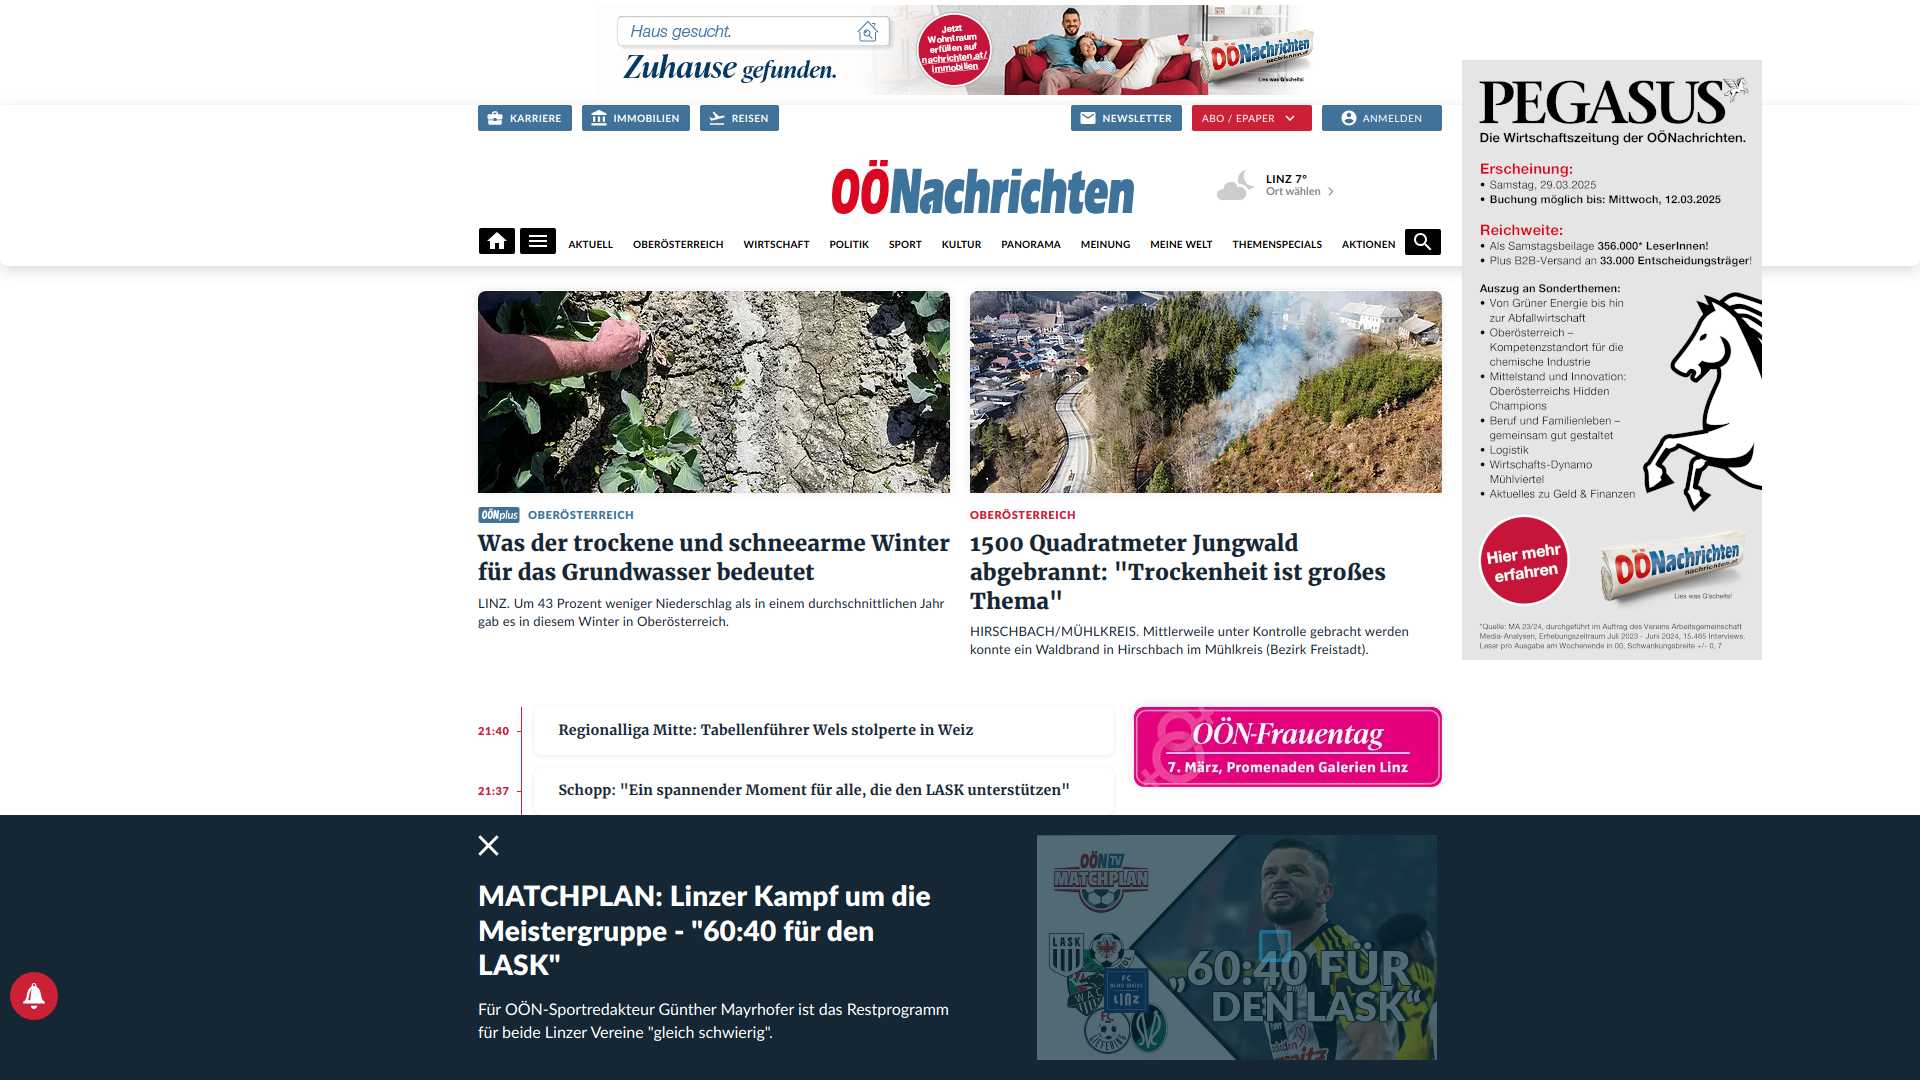 Haus gesucht.
Zuhause gefunden.
Jetzt
Wohntraum
erfüllen auf
nachrichten.at/
immobilien
OÖNachrichten
nachrichten.at
Lies was G'scheits!
KARRIERE
IMMOBILIEN
REISEN
NEWSLETTER
ABO / EPAPER
ANMELDEN
OÖNachrichten
LINZ 7°
Ort wählen
AKTUELL
OBERÖSTERREICH
WIRTSCHAFT
POLITIK
SPORT
KULTUR
PANORAMA
MEINUNG
MEINE WELT
THEMENSPECIALS
AKTIONEN
PEGASUS
Die Wirtschaftszeitung der OÖNachrichten.
Erscheinung:
• Samstag, 29.03.2025
• Buchung möglich bis: Mittwoch, 12.03.2025
Reichweite:
• Als Samstagsbeilage 356.000* LeserInnen!
• Plus B2B-Versand an 33.000 Entscheidungsträger!
Auszug an Sonderthemen:
• Von Grüner Energie bis hin
zur Abfallwirtschaft
• Oberösterreich –
Kompetenzstandort für die
chemische Industrie
• Mittelstand und Innovation:
Oberösterreichs Hidden
Champions
• Beruf und Familienleben –
gemeinsam gut gestaltet
• Logistik
• Wirtschafts-Dynamo
Mühlviertel
• Aktuelles zu Geld & Finanzen
Hier mehr
erfahren
OÖNachrichten
nachrichten.at
Lies was G'scheits!
*Quelle: MA 23/24, durchgeführt im Auftrag des Vereins Arbeitsgemeinschaft
Media-Analysen, Erhebungszeitraum Juli 2023 - Juni 2024, 15.465 Interviews.
Leser pro Ausgabe am Wochenende in OÖ, Schwankungsbreite +/- 0, 7
OÖNplus OBERÖSTERREICH
Was der trockene und schneearme Winter
für das Grundwasser bedeutet
LINZ. Um 43 Prozent weniger Niederschlag als in einem durchschnittlichen Jahr
gab es in diesem Winter in Oberösterreich.
OBERÖSTERREICH
1500 Quadratmeter Jungwald
abgebrannt: "Trockenheit ist großes
Thema"
HIRSCHBACH/MÜHLKREIS. Mittlerweile unter Kontrolle gebracht werden
konnte ein Waldbrand in Hirschbach im Mühlkreis (Bezirk Freistadt).
21:40
Regionalliga Mitte: Tabellenführer Wels stolperte in Weiz
21:37
Schopp: "Ein spannender Moment für alle, die den LASK unterstützen"
OÖN-Frauentag
7. März, Promenaden Galerien Linz
MATCHPLAN: Linzer Kampf um die
Meistergruppe - "60:40 für den
LASK"
Für OÖN-Sportredakteur Günther Mayrhofer ist das Restprogramm
für beide Linzer Vereine "gleich schwierig".
OÖN TV
MATCHPLAN
LASK
WAC
FC
BLAU WEISS
LINZ
FC
LIEFERING
„60:40 FÜR
DEN LASK“